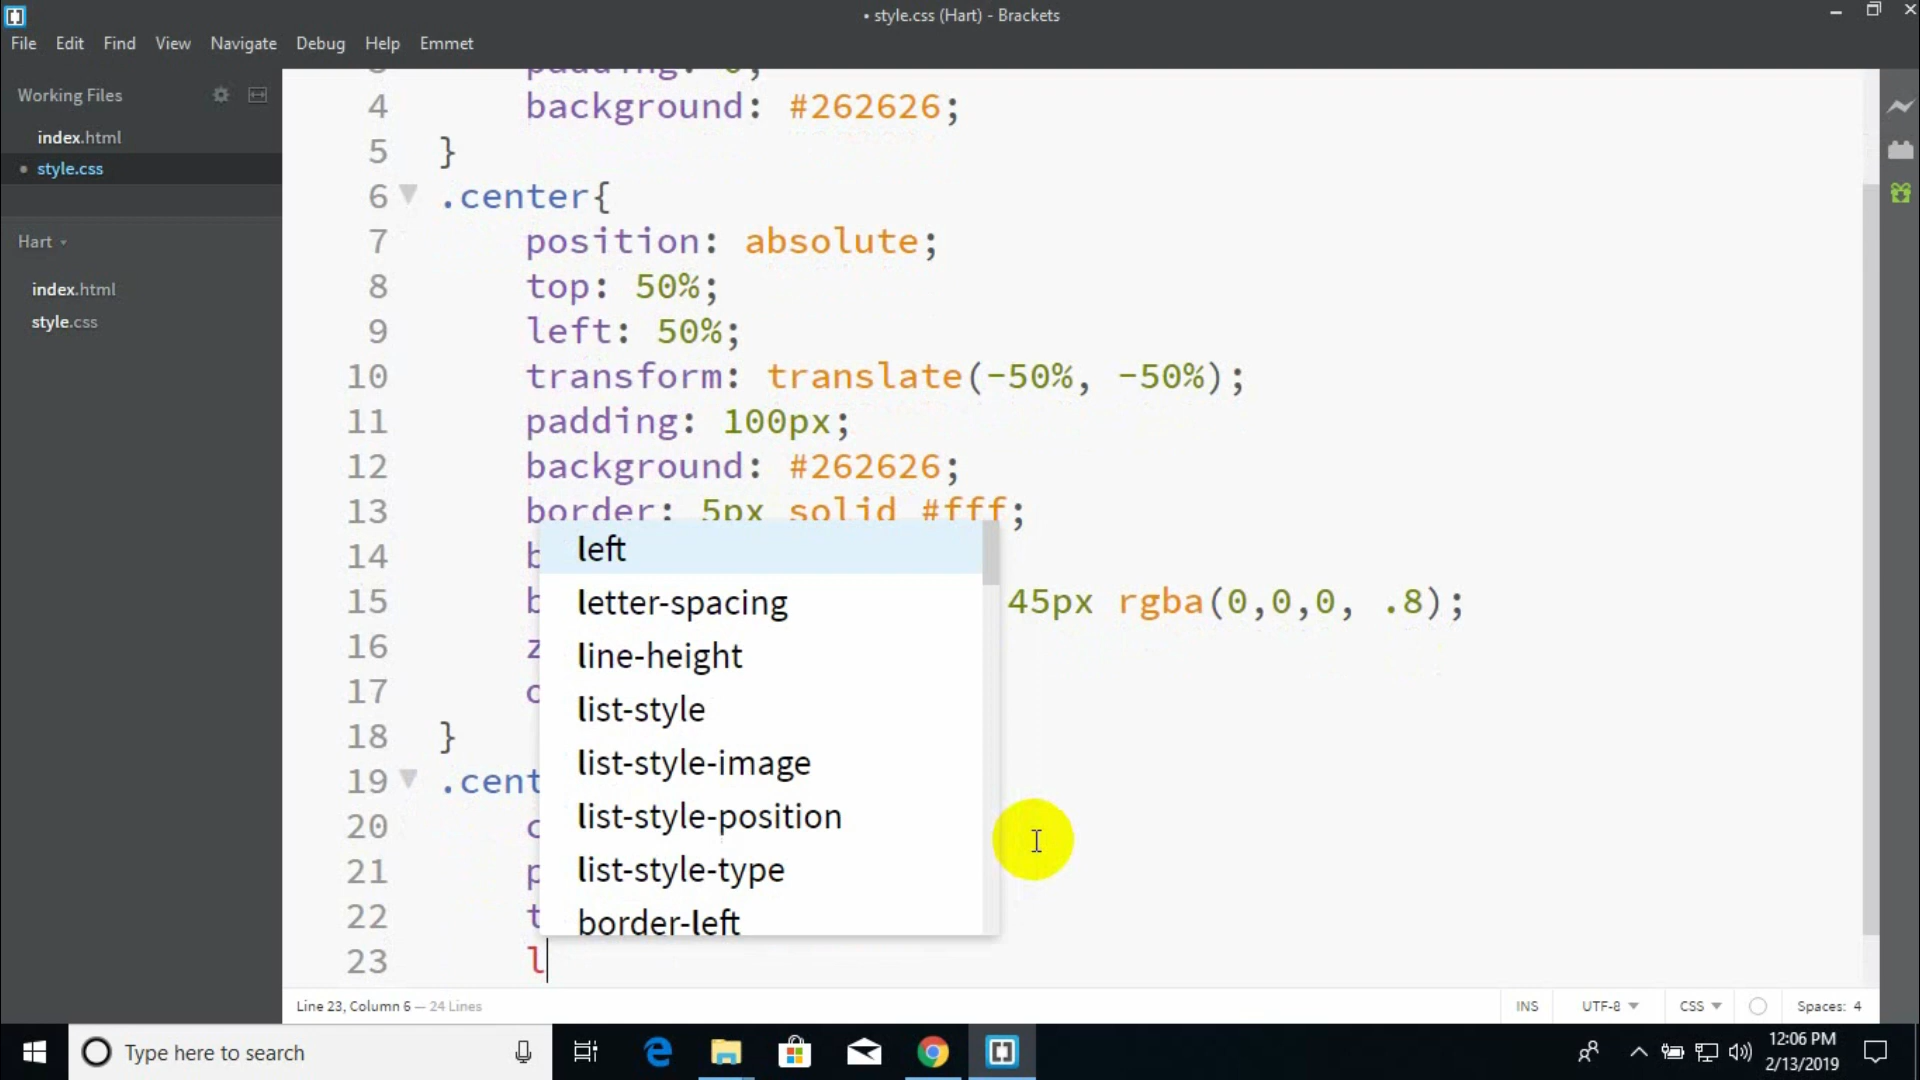 • style.css (Hart) - Brackets
File Edit Find View Navigate Debug Help Emmet
Working Files
index.html
• style.css
Hart
index.html
style.css
4 background: #262626;
5 }
6 .center{
7 position: absolute;
8 top: 50%;
9 left: 50%;
10 transform: translate(-50%, -50%);
11 padding: 100px;
12 background: #262626;
13 border: 5px solid #fff;
14 b
15 b 45px rgba(0,0,0, .8);
16 z
17
18 }
19 .cent
20
21 p
22 t
23 l
left
letter-spacing
line-height
list-style
list-style-image
list-style-position
list-style-type
border-left
Line 23, Column 6 — 24 Lines
INS UTF-8 CSS Spaces: 4
Type here to search
12:06 PM
2/13/2019